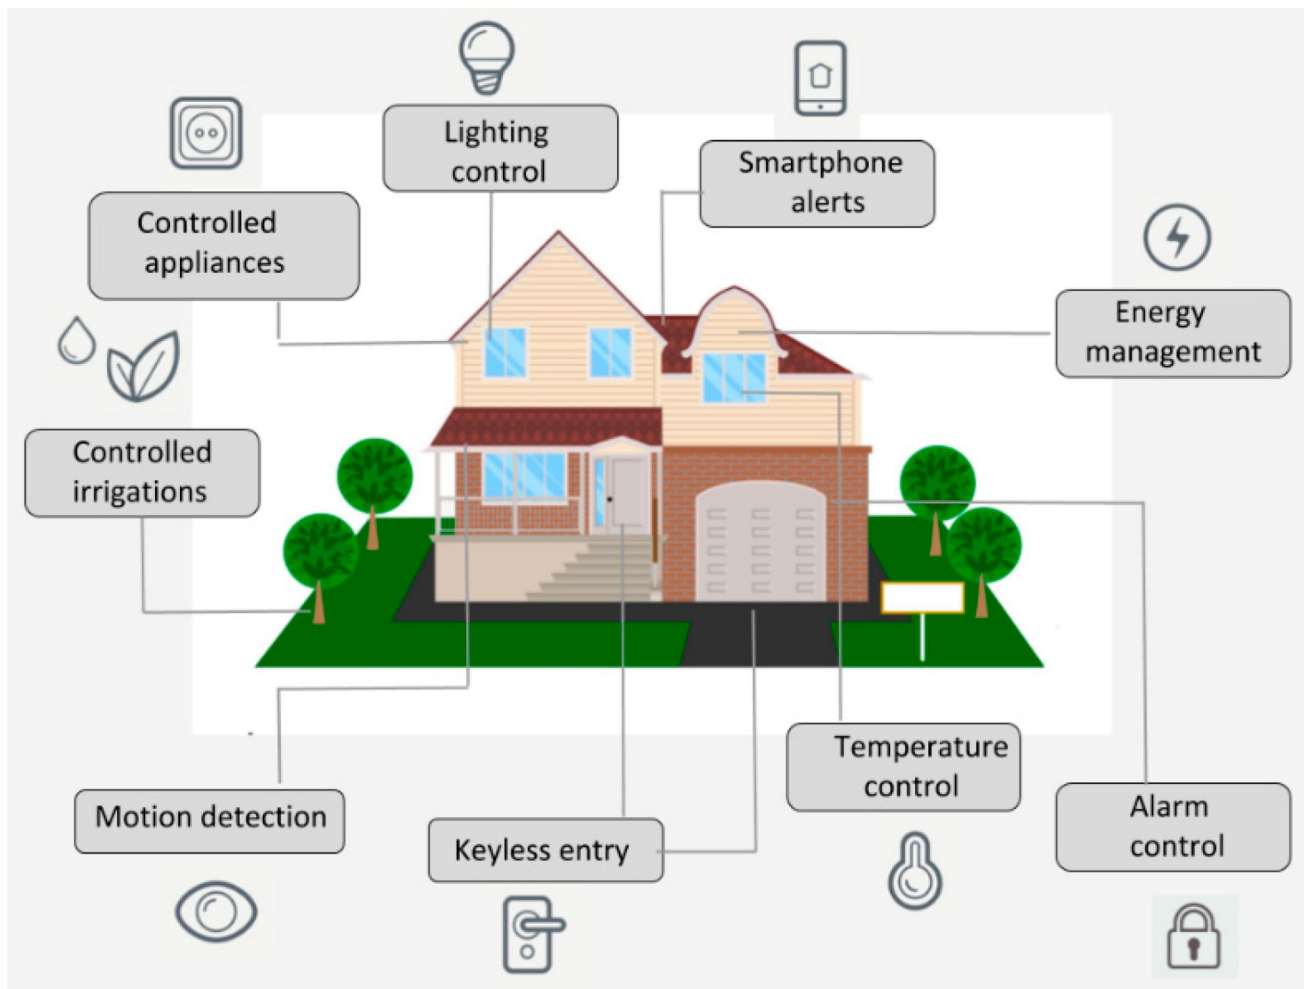 Lighting
control
Smartphone
alerts
Controlled
appliances
Energy
management
Controlled
irrigations
Temperature
control
Motion detection
Keyless entry
Alarm
control